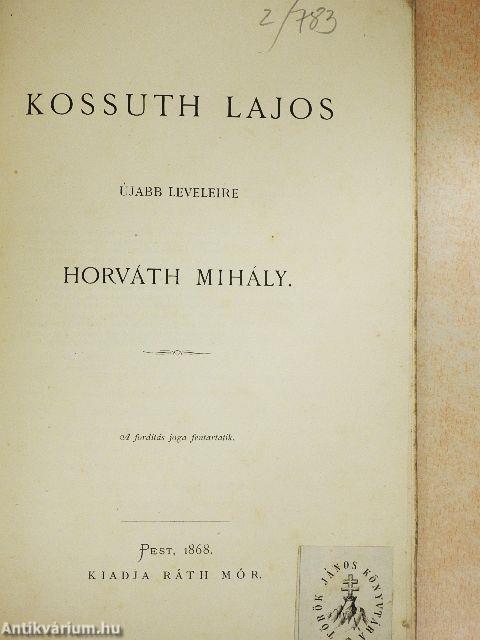 2/783
KOSSUTH LAJOS
ÚJABB LEVELEIRE
HORVÁTH MIHÁLY.
A fordítás joga fentartatik.
PEST, 1868.
KIADJA RÁTH MÓR.
TÖRÖK JÁNOS KÖNYVTÁRA
Antikvárium.hu